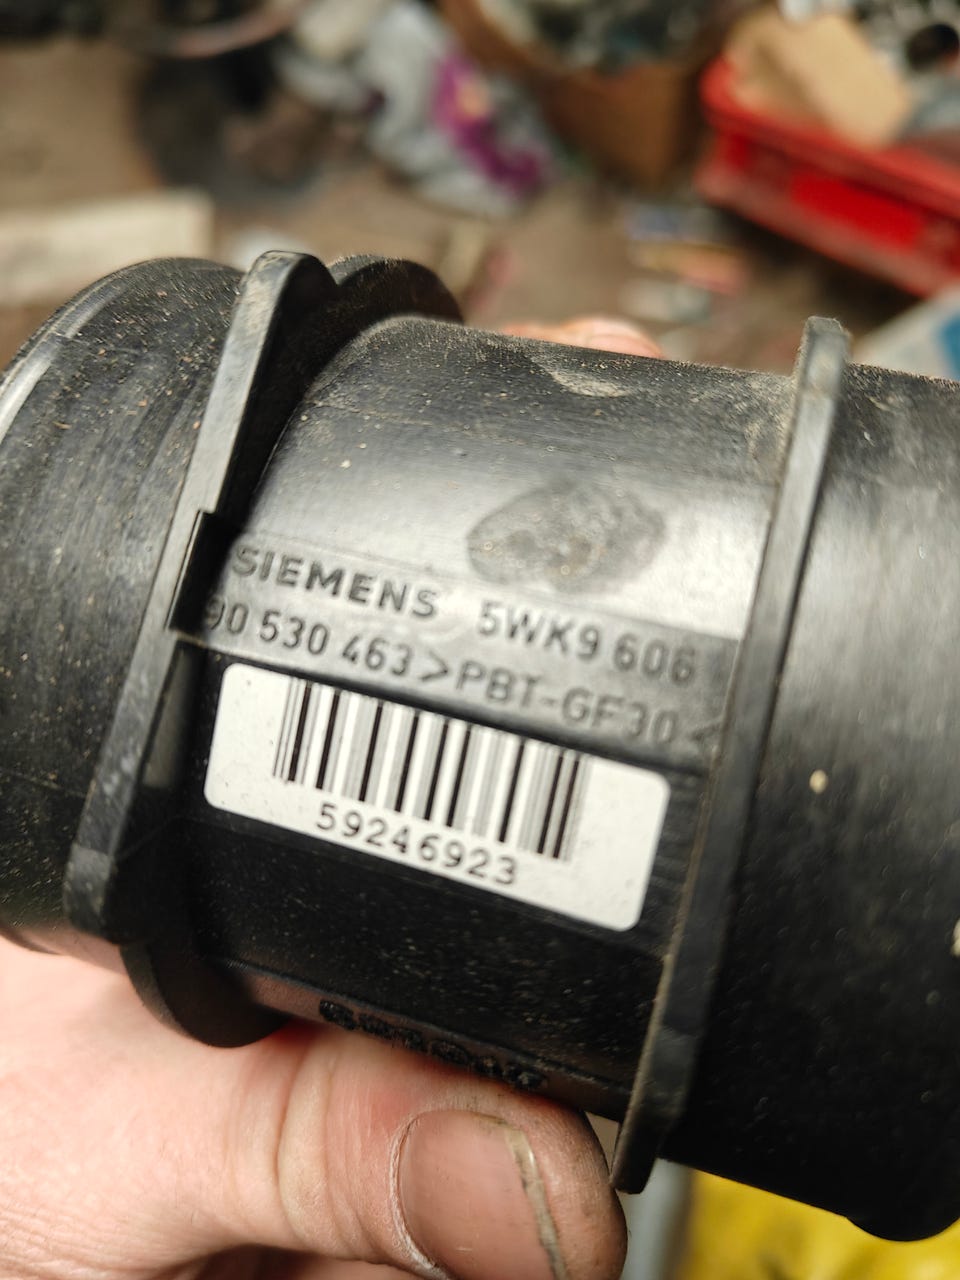 SIEMENS 5WK9 606
90 530 463 >PBT-GF30<
59246923